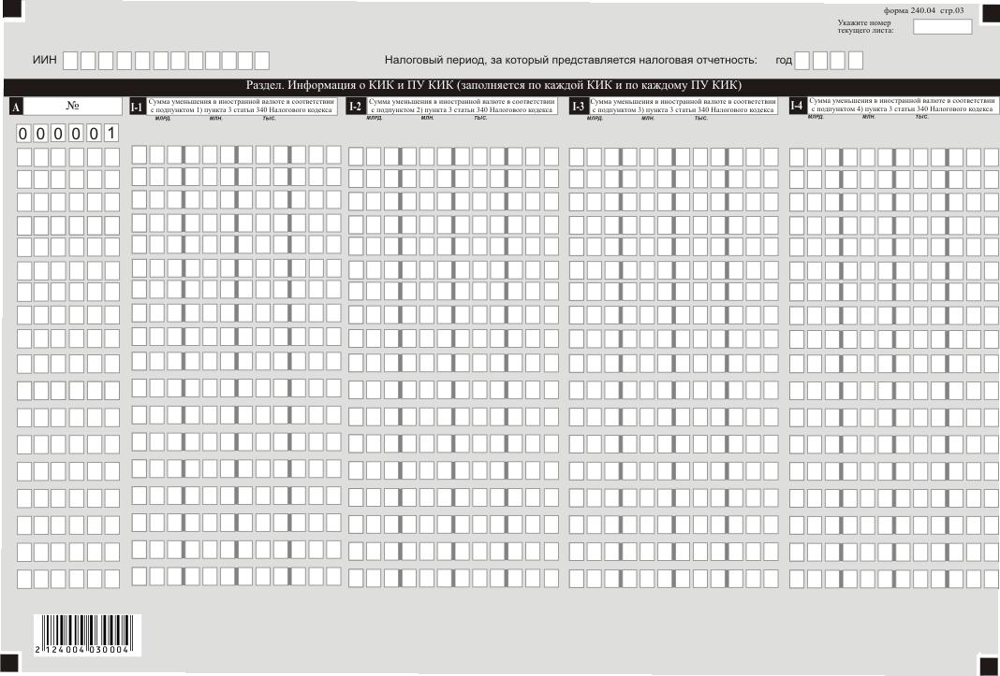 форма 240.04 стр.03
Укажите номер
текущего листа:
ИИН
Налоговый период, за который представляется налоговая отчетность: год
Раздел. Информация о КИК и ПУ КИК (заполняется по каждой КИК и по каждому ПУ КИК)
A №
I-1 Сумма уменьшения в иностранной валюте в соответствии
с подпунктом 1) пункта 3 статьи 340 Налогового кодекса
млрд. млн. тыс.
I-2 Сумма уменьшения в иностранной валюте в соответствии
с подпунктом 2) пункта 3 статьи 340 Налогового кодекса
млрд. млн. тыс.
I-3 Сумма уменьшения в иностранной валюте в соответствии
с подпунктом 3) пункта 3 статьи 340 Налогового кодекса
млрд. млн. тыс.
I-4 Сумма уменьшения в иностранной валюте в соответствии
с подпунктом 4) пункта 3 статьи 340 Налогового кодекса
млрд. млн. тыс.
000001
2 124004 030004